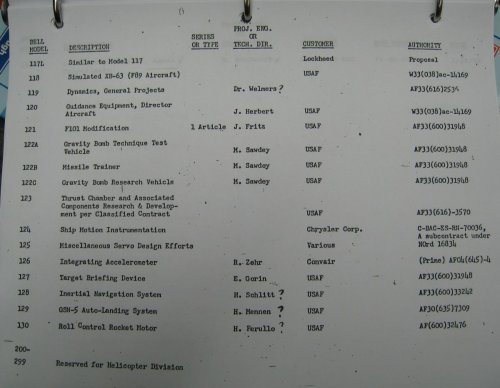 PROJ. ENG.
BELL SERIES OR
MODEL DESCRIPTION OR TYPE TECH. DIR. CUSTOMER AUTHORITY
117L Similar to Model 117 Lockheed Proposal
118 Simulated XB-63 (F89 Aircraft) USAF W33(038)ac-14169
119 Dynamics, General Projects Dr. Welmers? AF33(616)2534
120 Guidance Equipment, Director
Aircraft J. Herbert USAF W33(038)ac-14169
121 F101 Modification 1 Article J. Fritz USAF AF33(600)31948
122A Gravity Bomb Technique Test
Vehicle M. Sawdey USAF AF33(600)31948
122B Missile Trainer M. Sawdey USAF AF33(600)31948
122C Gravity Bomb Research Vehicle M. Sawdey USAF AF33(600)31948
123 Thrust Chamber and Associated
Components Research & Develop-
ment per Classified Contract USAF AF33(616)-3570
124 Ship Motion Instrumentation Chrysler Corp. C-BAC-ES-RN-70036,
A subcontract under
125 Miscellaneous Servo Design Efforts Various NOrd 16834
126 Integrating Accelerometer R. Zehr Convair (Prime) AF04(645)-4
127 Target Briefing Device E. Gorin USAF AF33(600)31948
128 Inertial Navigation System H. Schlitt ? USAF AF33(600)33242
129 GSN-5 Auto-Landing System H. Hennen ? USAF AF30(635)7309
130 Roll Control Rocket Motor H. Ferullo ? USAF AF(600)32476
200-
259 Reserved for Helicopter Division